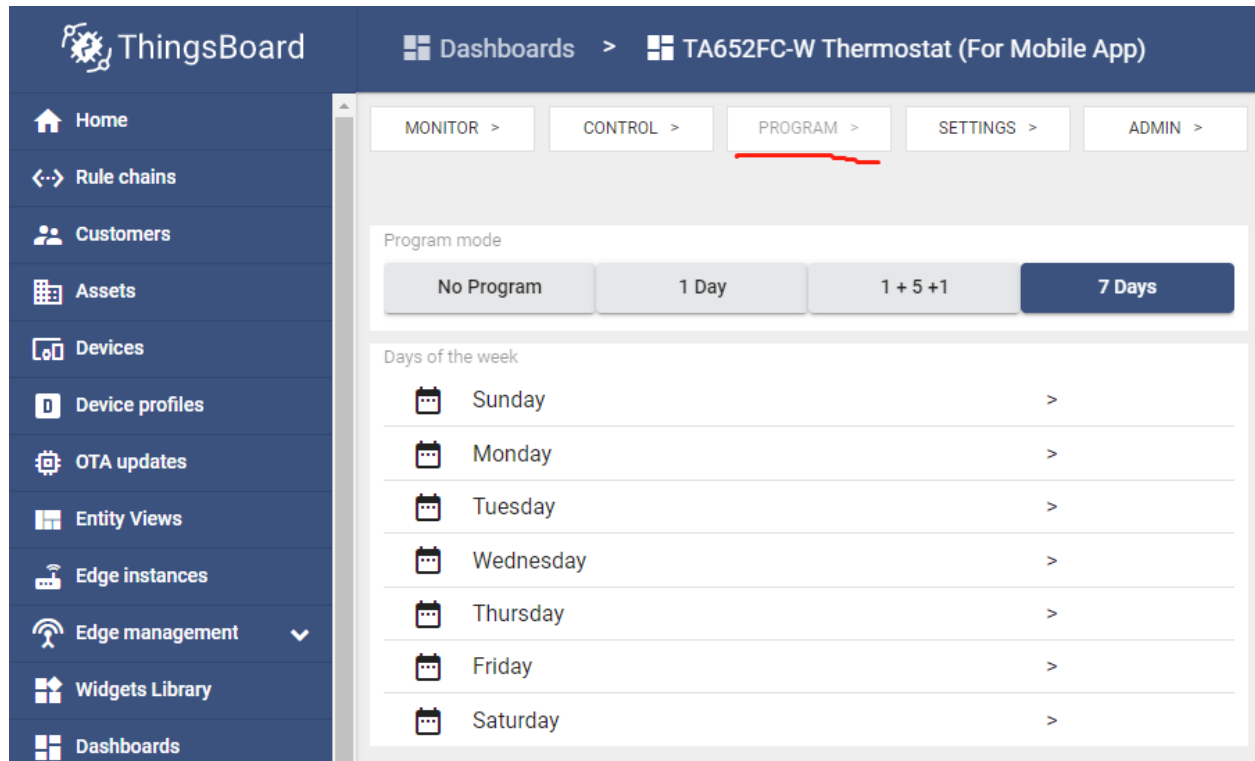 ThingsBoard
Dashboards > TA652FC-W Thermostat (For Mobile App)
Home
Rule chains
Customers
Assets
Devices
D Device profiles
OTA updates
Entity Views
Edge instances
Edge management
Widgets Library
Dashboards
MONITOR > CONTROL > PROGRAM > SETTINGS > ADMIN >
Program mode
No Program 1 Day 1 + 5 +1 7 Days
Days of the week
Sunday >
Monday >
Tuesday >
Wednesday >
Thursday >
Friday >
Saturday >